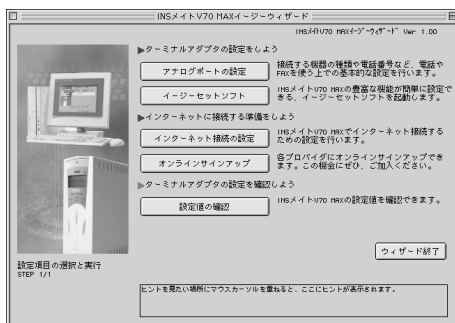 INSメイトV70 MAXイージーウィザード
INSﾒｲﾄV70 MAXｲｰｼﾞｰｳｨｻﾞｰﾄﾞ Ver 1.00
▶ターミナルアダプタの設定をしよう
アナログポートの設定
接続する機器の種類や電話番号など、電話や
FAXを使う上での基本的な設定を行います。
イージーセットソフト
INSメイトV70 MAXの豊富な機能が簡単に設定で
きる、イージーセットソフトを起動します。
▶インターネットに接続する準備をしよう
インターネット接続の設定
INSメイトV70 MAXでインターネット接続する
ための設定を行います。
オンラインサインアップ
各プロバイダにオンラインサインアップでき
ます。この機会にぜひ、ご加入ください。
▶ターミナルアダプタの設定を確認しよう
設定値の確認
INSメイトV70 MAXの設定値を確認できます。
ウィザード終了
設定項目の選択と実行
STEP 1/1
ヒントを見たい場所にマウスカーソルを重ねると、ここにヒントが表示されます。